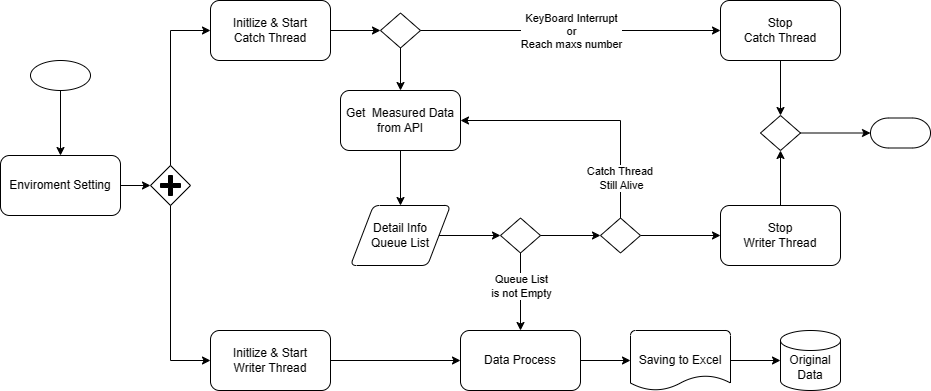 Initlize & Start
Catch Thread
KeyBoard Interrupt
or
Reach maxs number
Stop
Catch Thread
Get Measured Data
from API
Enviroment Setting
Catch Thread
Still Alive
Detail Info
Queue List
Stop
Writer Thread
Queue List
is not Empty
Initlize & Start
Writer Thread
Data Process
Saving to Excel
Original
Data